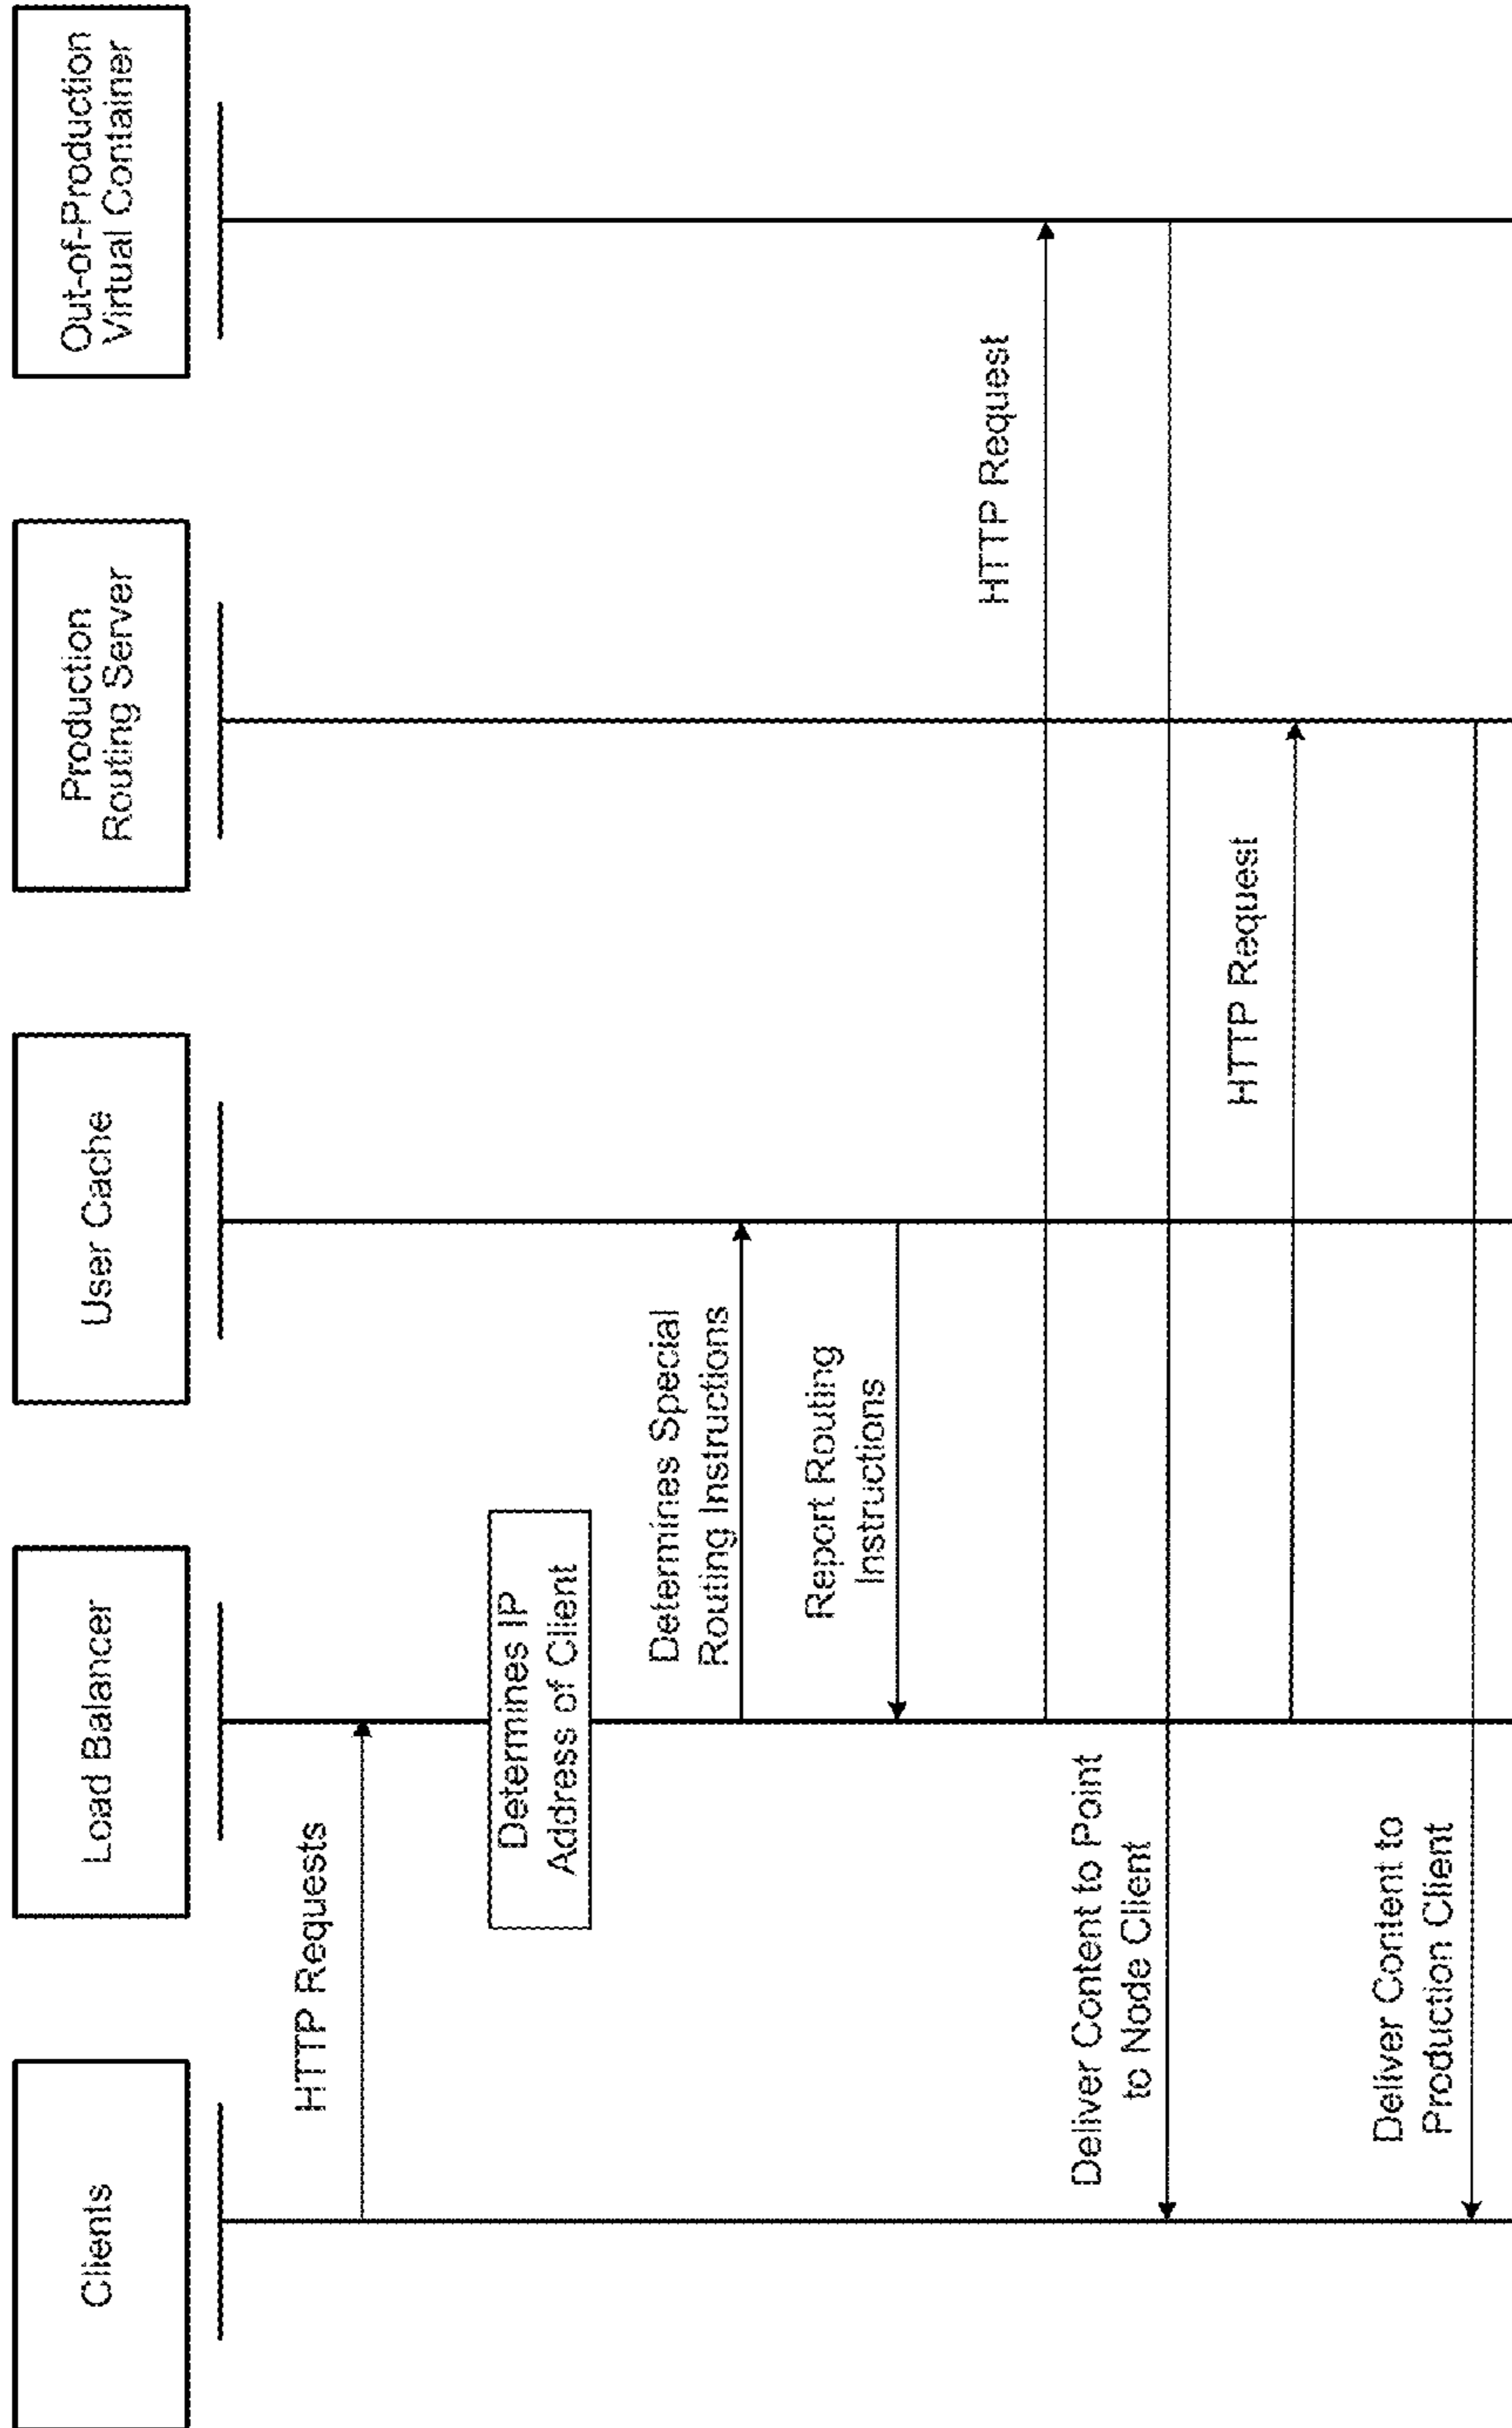 Clients
Load Balancer
User Cache
Production
Routing Server
Out-of-Production
Virtual Container
HTTP Requests
Determines IP
Address of Client
Determines Special
Routing Instructions
Report Routing
Instructions
HTTP Request
Deliver Content to Point
to Node Client
HTTP Request
Deliver Content to
Production Client